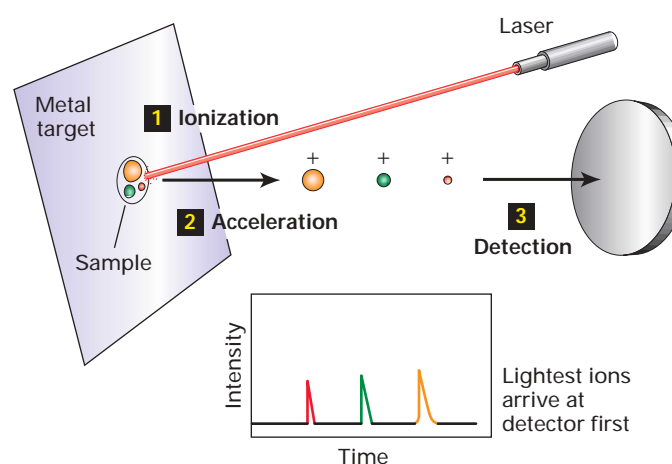 Laser
Metal
target
1 Ionization
+ + +
2 Acceleration
3
Detection
Sample
Intensity
Time
Lightest ions
arrive at
detector first